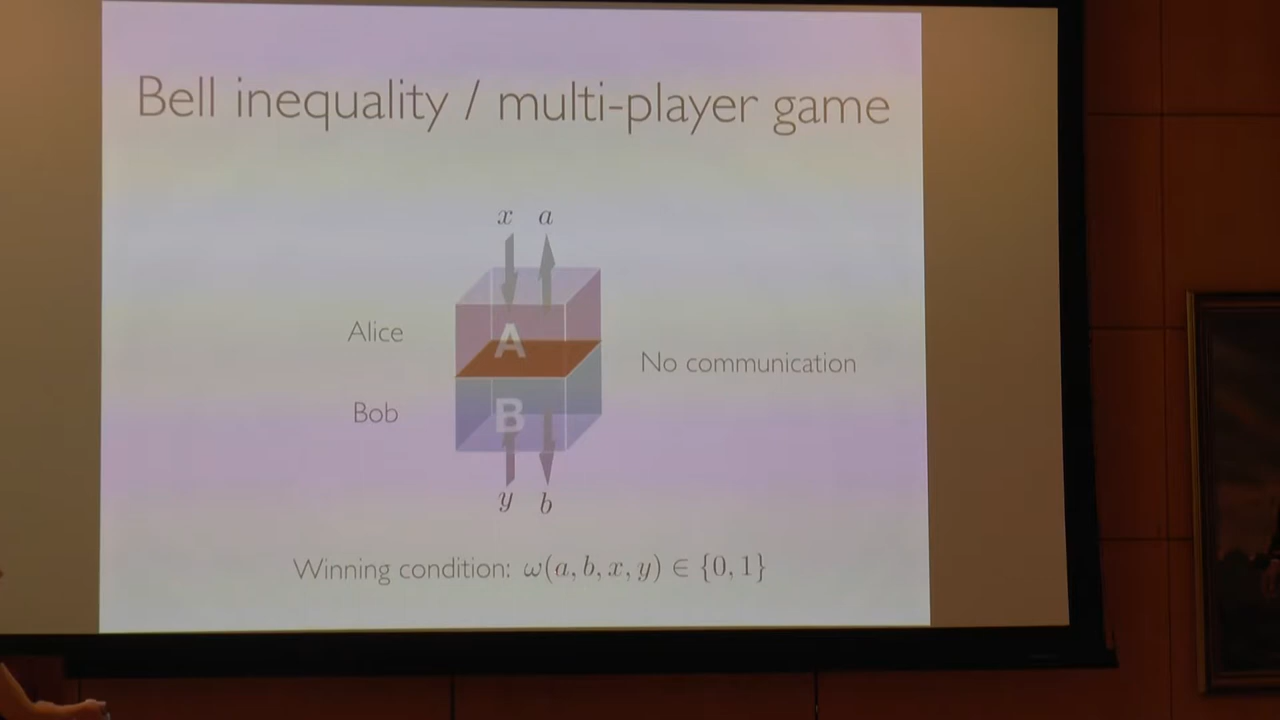 Bell inequality / multi-player game
x a
Alice
A
No communication
Bob
B
y b
Winning condition: ω(a, b, x, y) ∈ {0, 1}